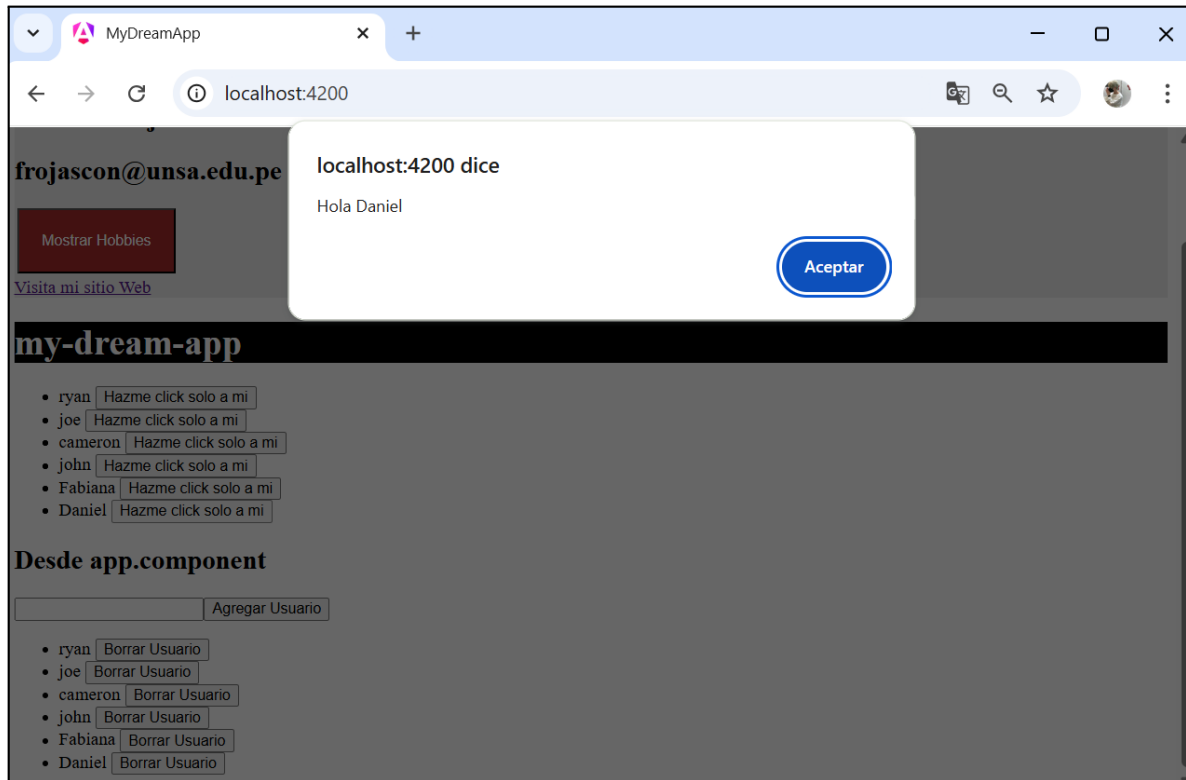 MyDreamApp
localhost:4200
frojascon@unsa.edu.pe
localhost:4200 dice
Hola Daniel
Aceptar
Mostrar Hobbies
Visita mi sitio Web
my-dream-app
ryan Hazme click solo a mi
joe Hazme click solo a mi
cameron Hazme click solo a mi
john Hazme click solo a mi
Fabiana Hazme click solo a mi
Daniel Hazme click solo a mi
Desde app.component
Agregar Usuario
ryan Borrar Usuario
joe Borrar Usuario
cameron Borrar Usuario
john Borrar Usuario
Fabiana Borrar Usuario
Daniel Borrar Usuario